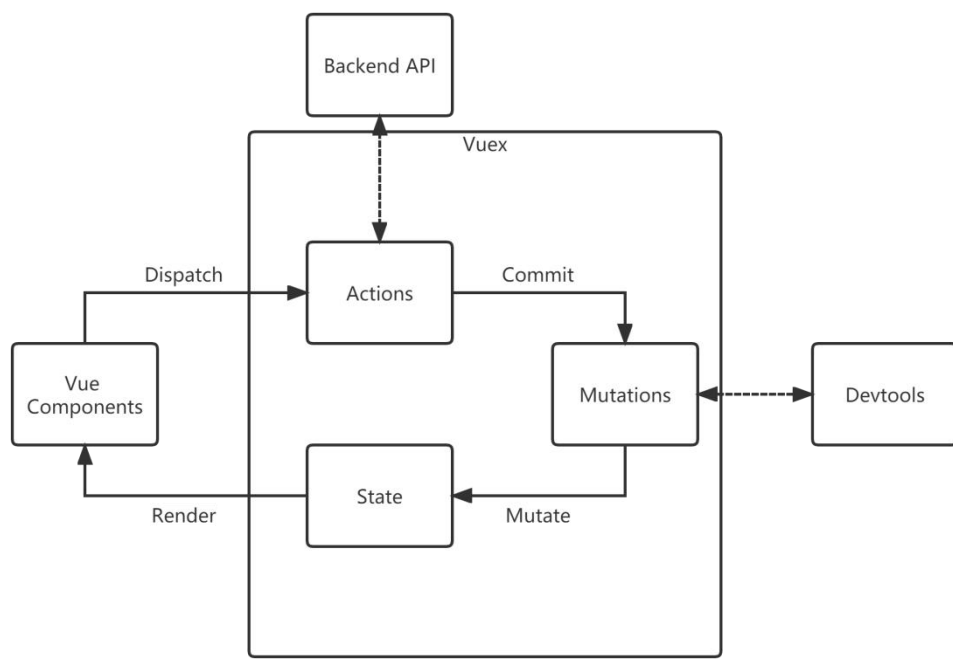 Backend API
Vuex
Dispatch
Actions
Commit
Vue
Components
Mutations
Devtools
Render
State
Mutate